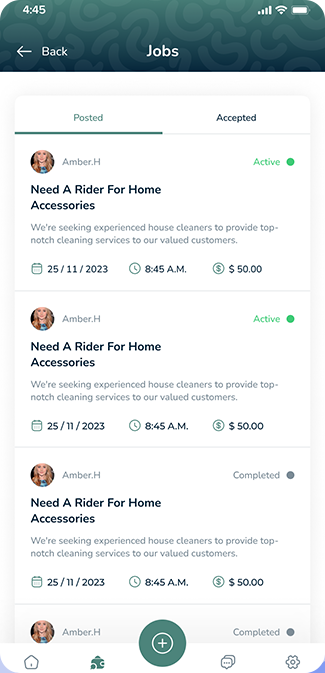 4:45
Back
Jobs
Posted
Accepted
Amber.H
Active
Need A Rider For Home
Accessories
We're seeking experienced house cleaners to provide top-
notch cleaning services to our valued customers.
25 / 11 / 2023
8:45 A.M.
$ 50.00
Amber.H
Active
Need A Rider For Home
Accessories
We're seeking experienced house cleaners to provide top-
notch cleaning services to our valued customers.
25 / 11 / 2023
8:45 A.M.
$ 50.00
Amber.H
Completed
Need A Rider For Home
Accessories
We're seeking experienced house cleaners to provide top-
notch cleaning services to our valued customers.
25 / 11 / 2023
8:45 A.M.
$ 50.00
Amber.H
Completed